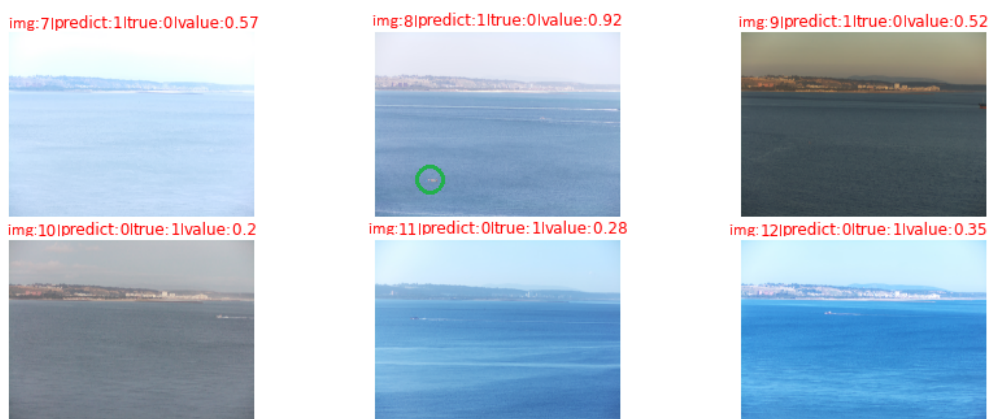 img:7|predict:1|true:0|value:0.57
img:8|predict:1|true:0|value:0.92
img:9|predict:1|true:0|value:0.52
img:10|predict:0|true:1|value:0.2
img:11|predict:0|true:1|value:0.28
img:12|predict:0|true:1|value:0.35